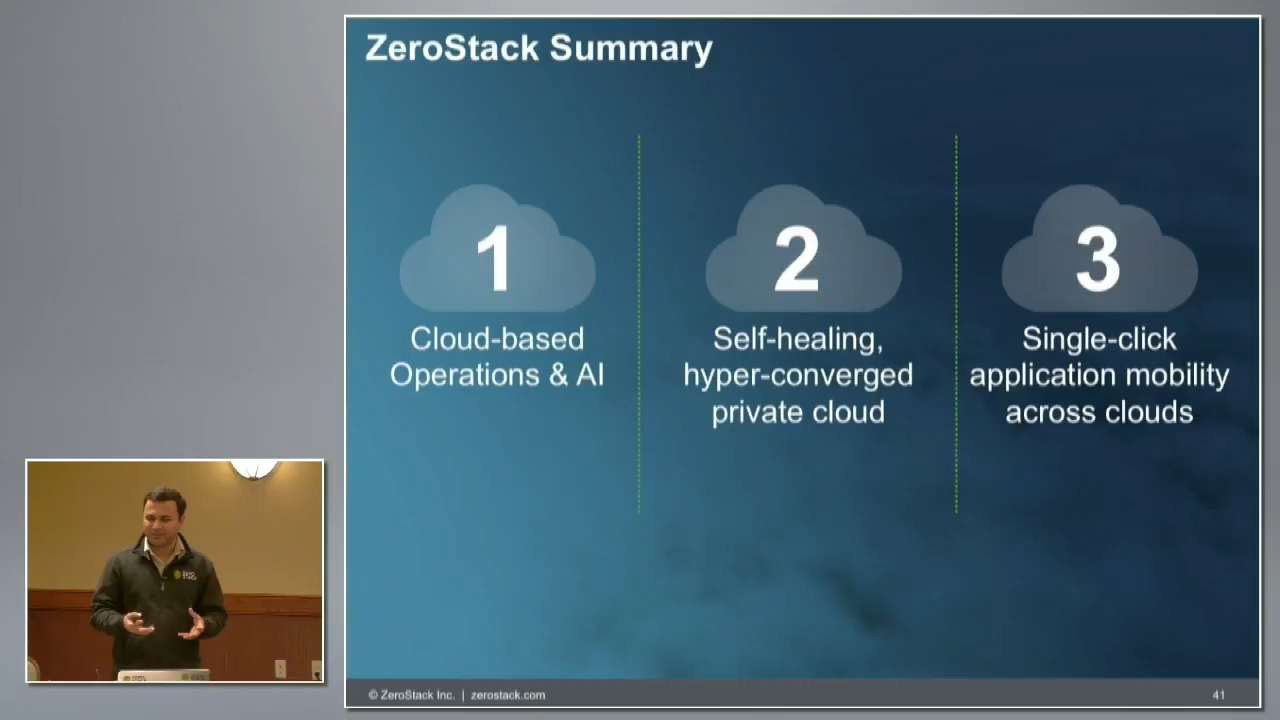 ZeroStack Summary
1
Cloud-based
Operations & AI
2
Self-healing,
hyper-converged
private cloud
3
Single-click
application mobility
across clouds
© ZeroStack Inc. | zerostack.com
41